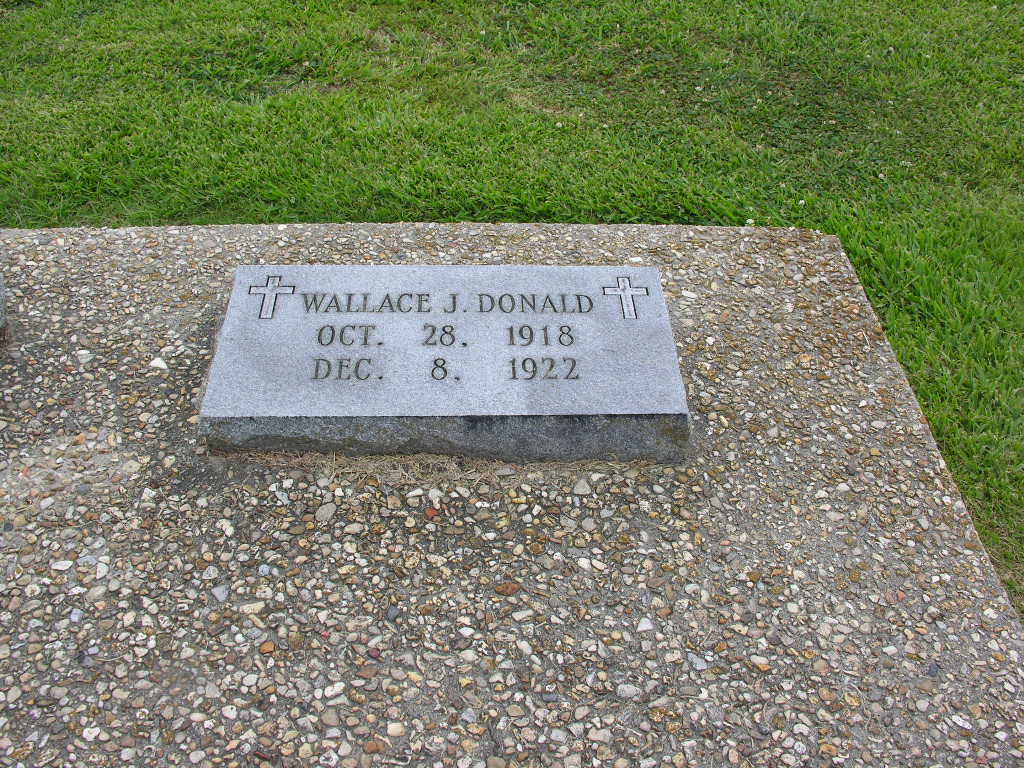 WALLACE J. DONALD
OCT. 28. 1918
DEC. 8. 1922